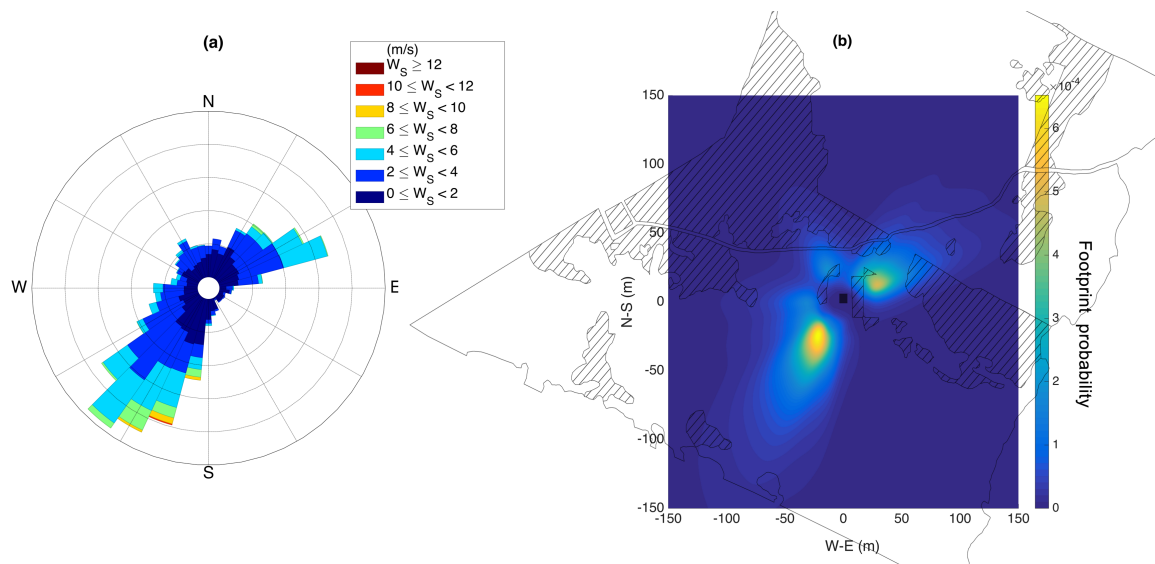 (a)
(m/s)
W_S ≥ 12
10 ≤ W_S < 12
8 ≤ W_S < 10
6 ≤ W_S < 8
4 ≤ W_S < 6
2 ≤ W_S < 4
0 ≤ W_S < 2
N
W
E
S
(b)
×10⁻⁴
150
100
50
0
-50
-100
-150
N-S (m)
-150
-100
-50
0
50
100
150
W-E (m)
6
5
4
3
2
1
0
Footprint probability